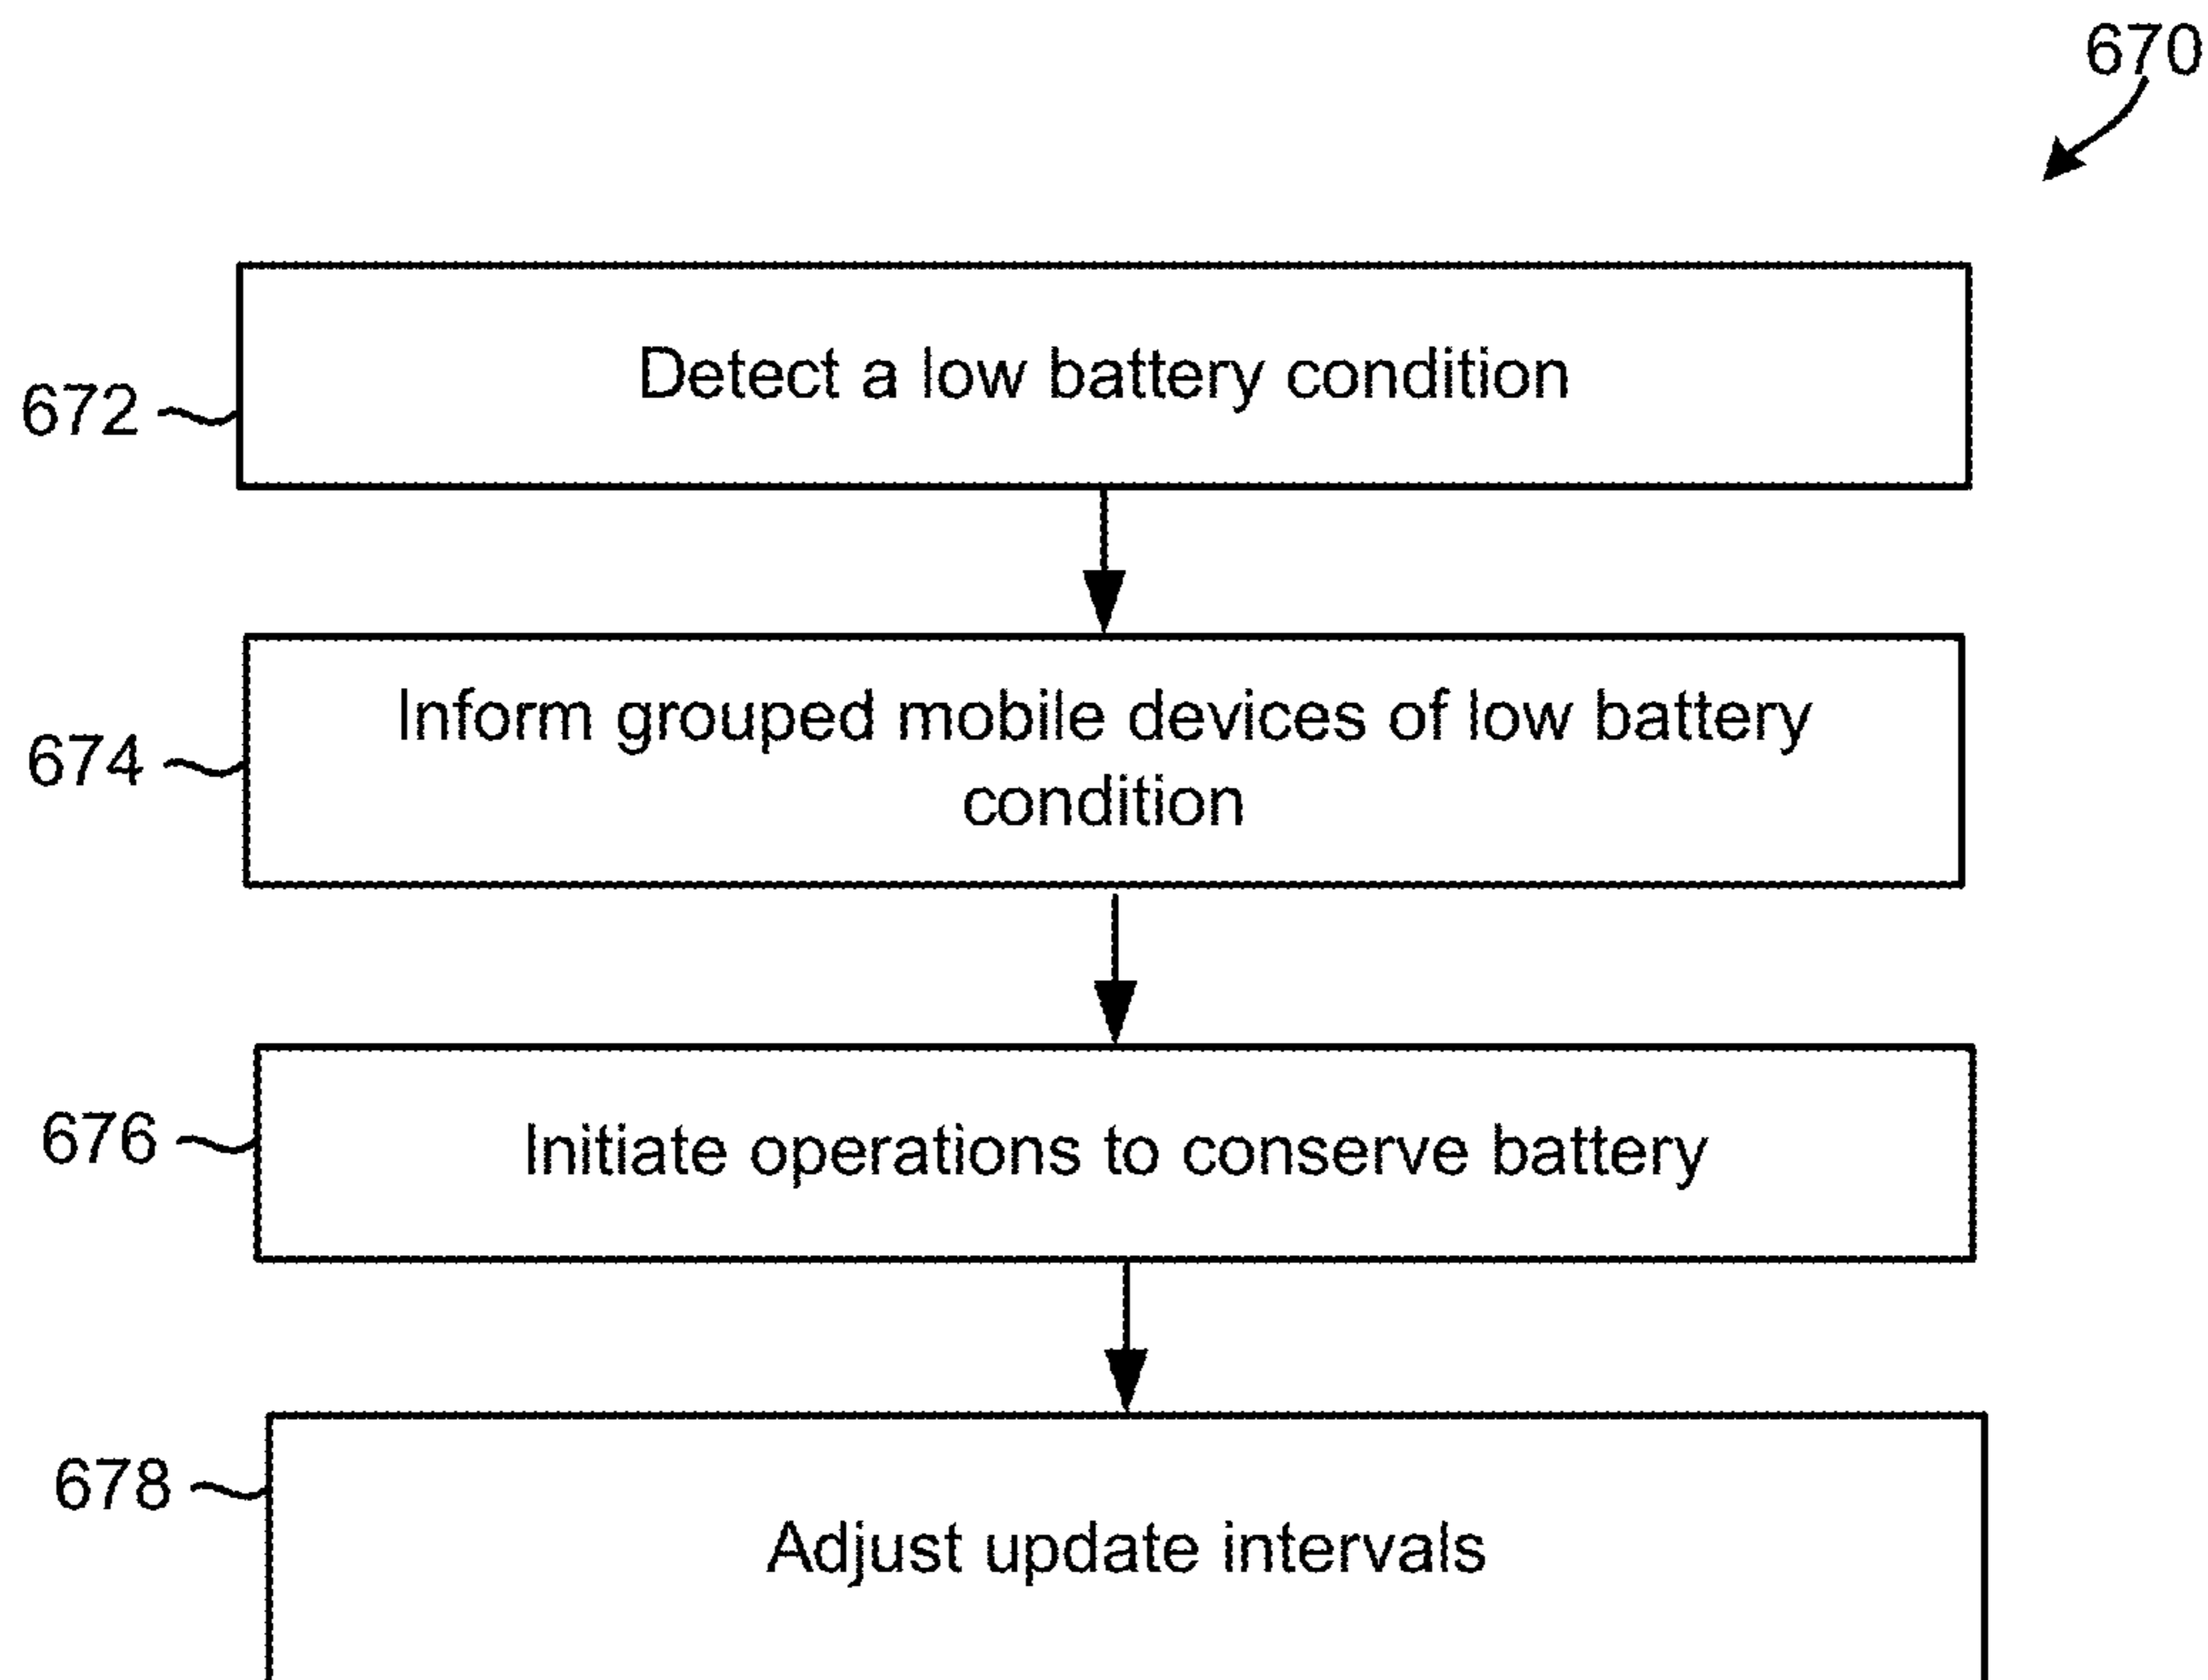 670
Detect a low battery condition
672
Inform grouped mobile devices of low battery
condition
674
Initiate operations to conserve battery
676
678
Adjust update intervals